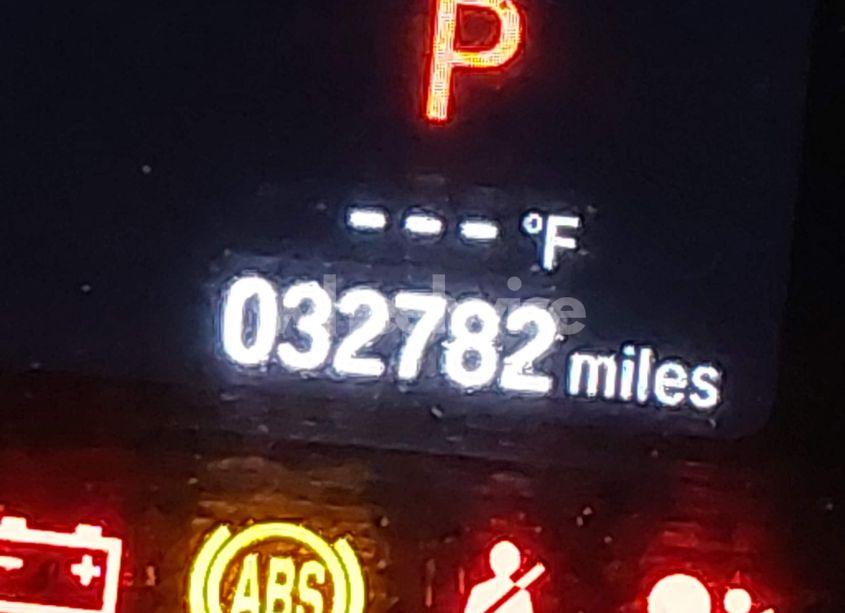 P
--- °F
032782 miles
- +
ABS